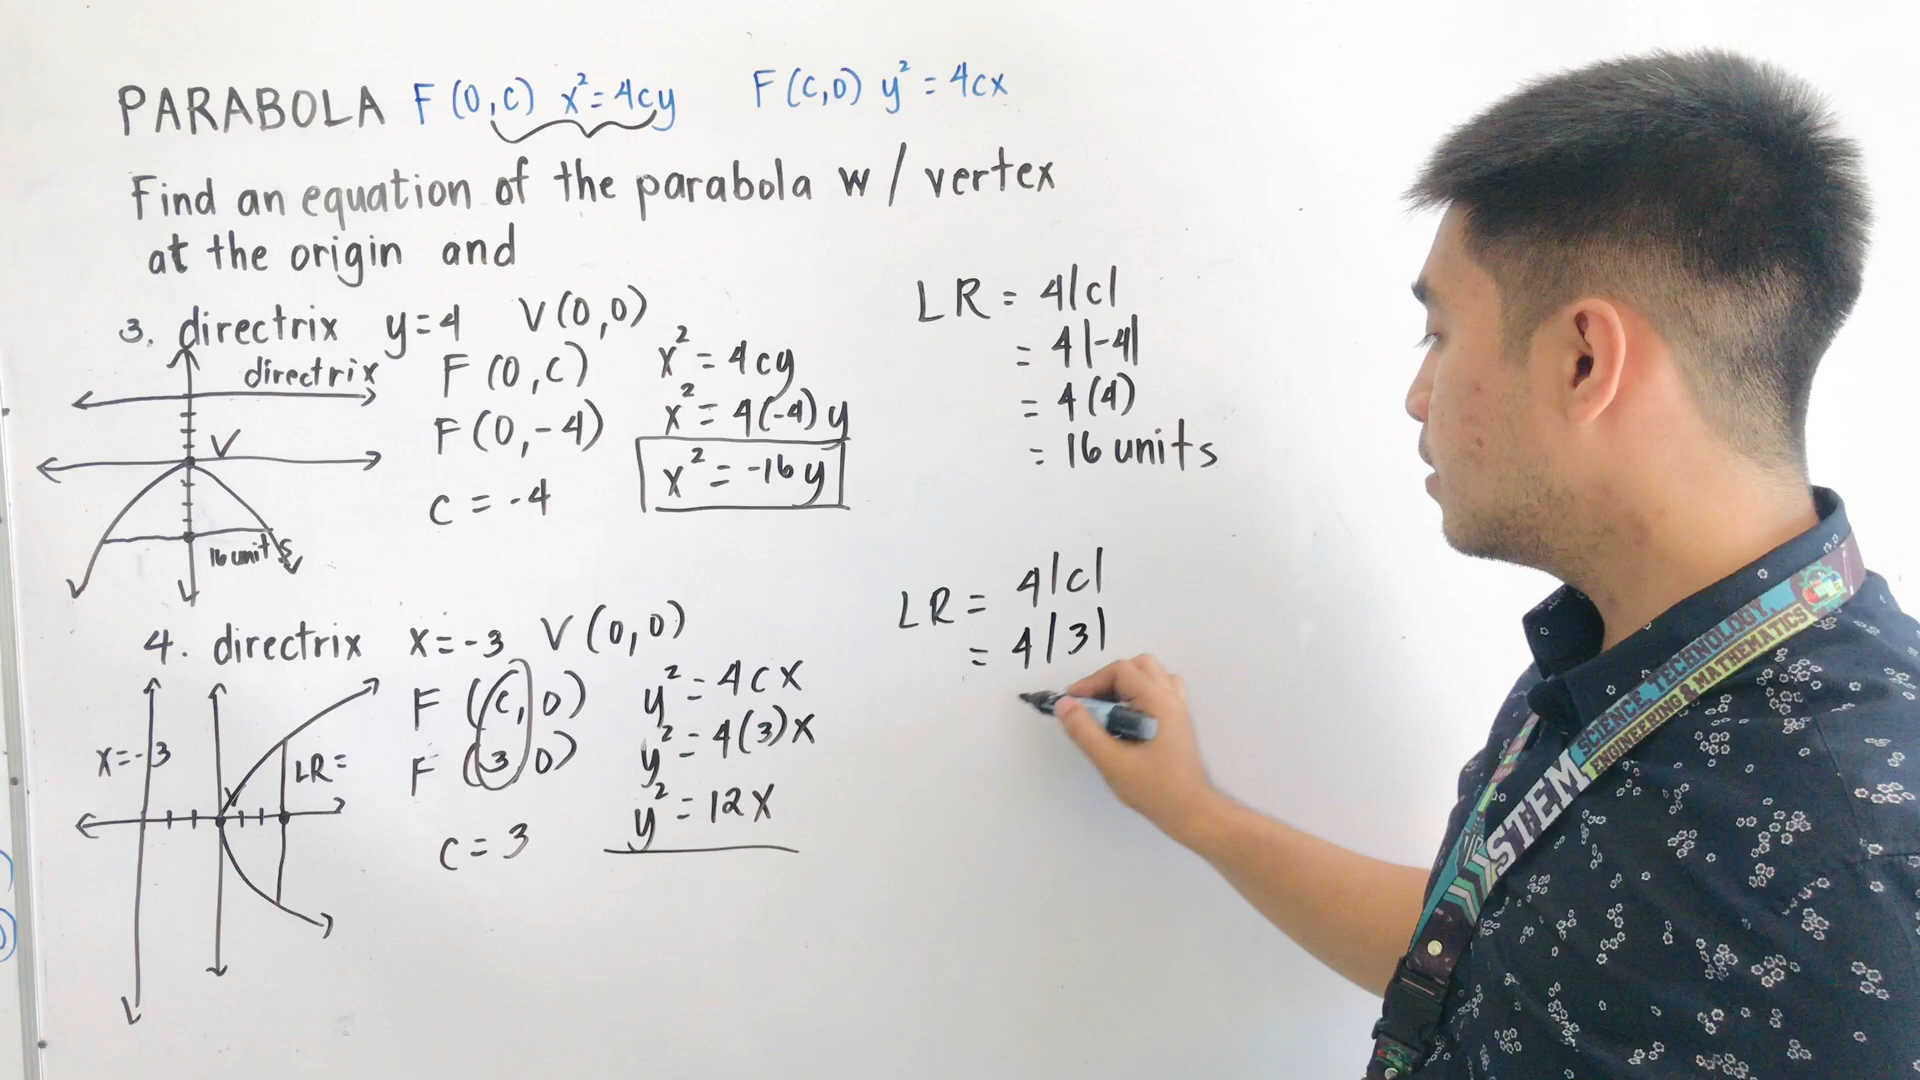 PARABOLA F(0,c) x²=4cy F(c,0) y²=4cx
Find an equation of the parabola w/ vertex
at the origin and
3. directrix y=4 V(0,0)
directrix
V
16 units
F(0,c)
F(0,-4)
c = -4
x² = 4cy
x² = 4(-4)y
x² = -16y
LR = 4|c|
= 4|-4|
= 4(4)
= 16 units
4. directrix x=-3 V(0,0)
x=-3
V
LR=
F(c,0)
F(3,0)
c = 3
y² = 4cx
y² = 4(3)x
y² = 12x
LR = 4|c|
= 4|3|
STEM SCIENCE, TECHNOLOGY,
ENGINEERING & MATHEMATICS